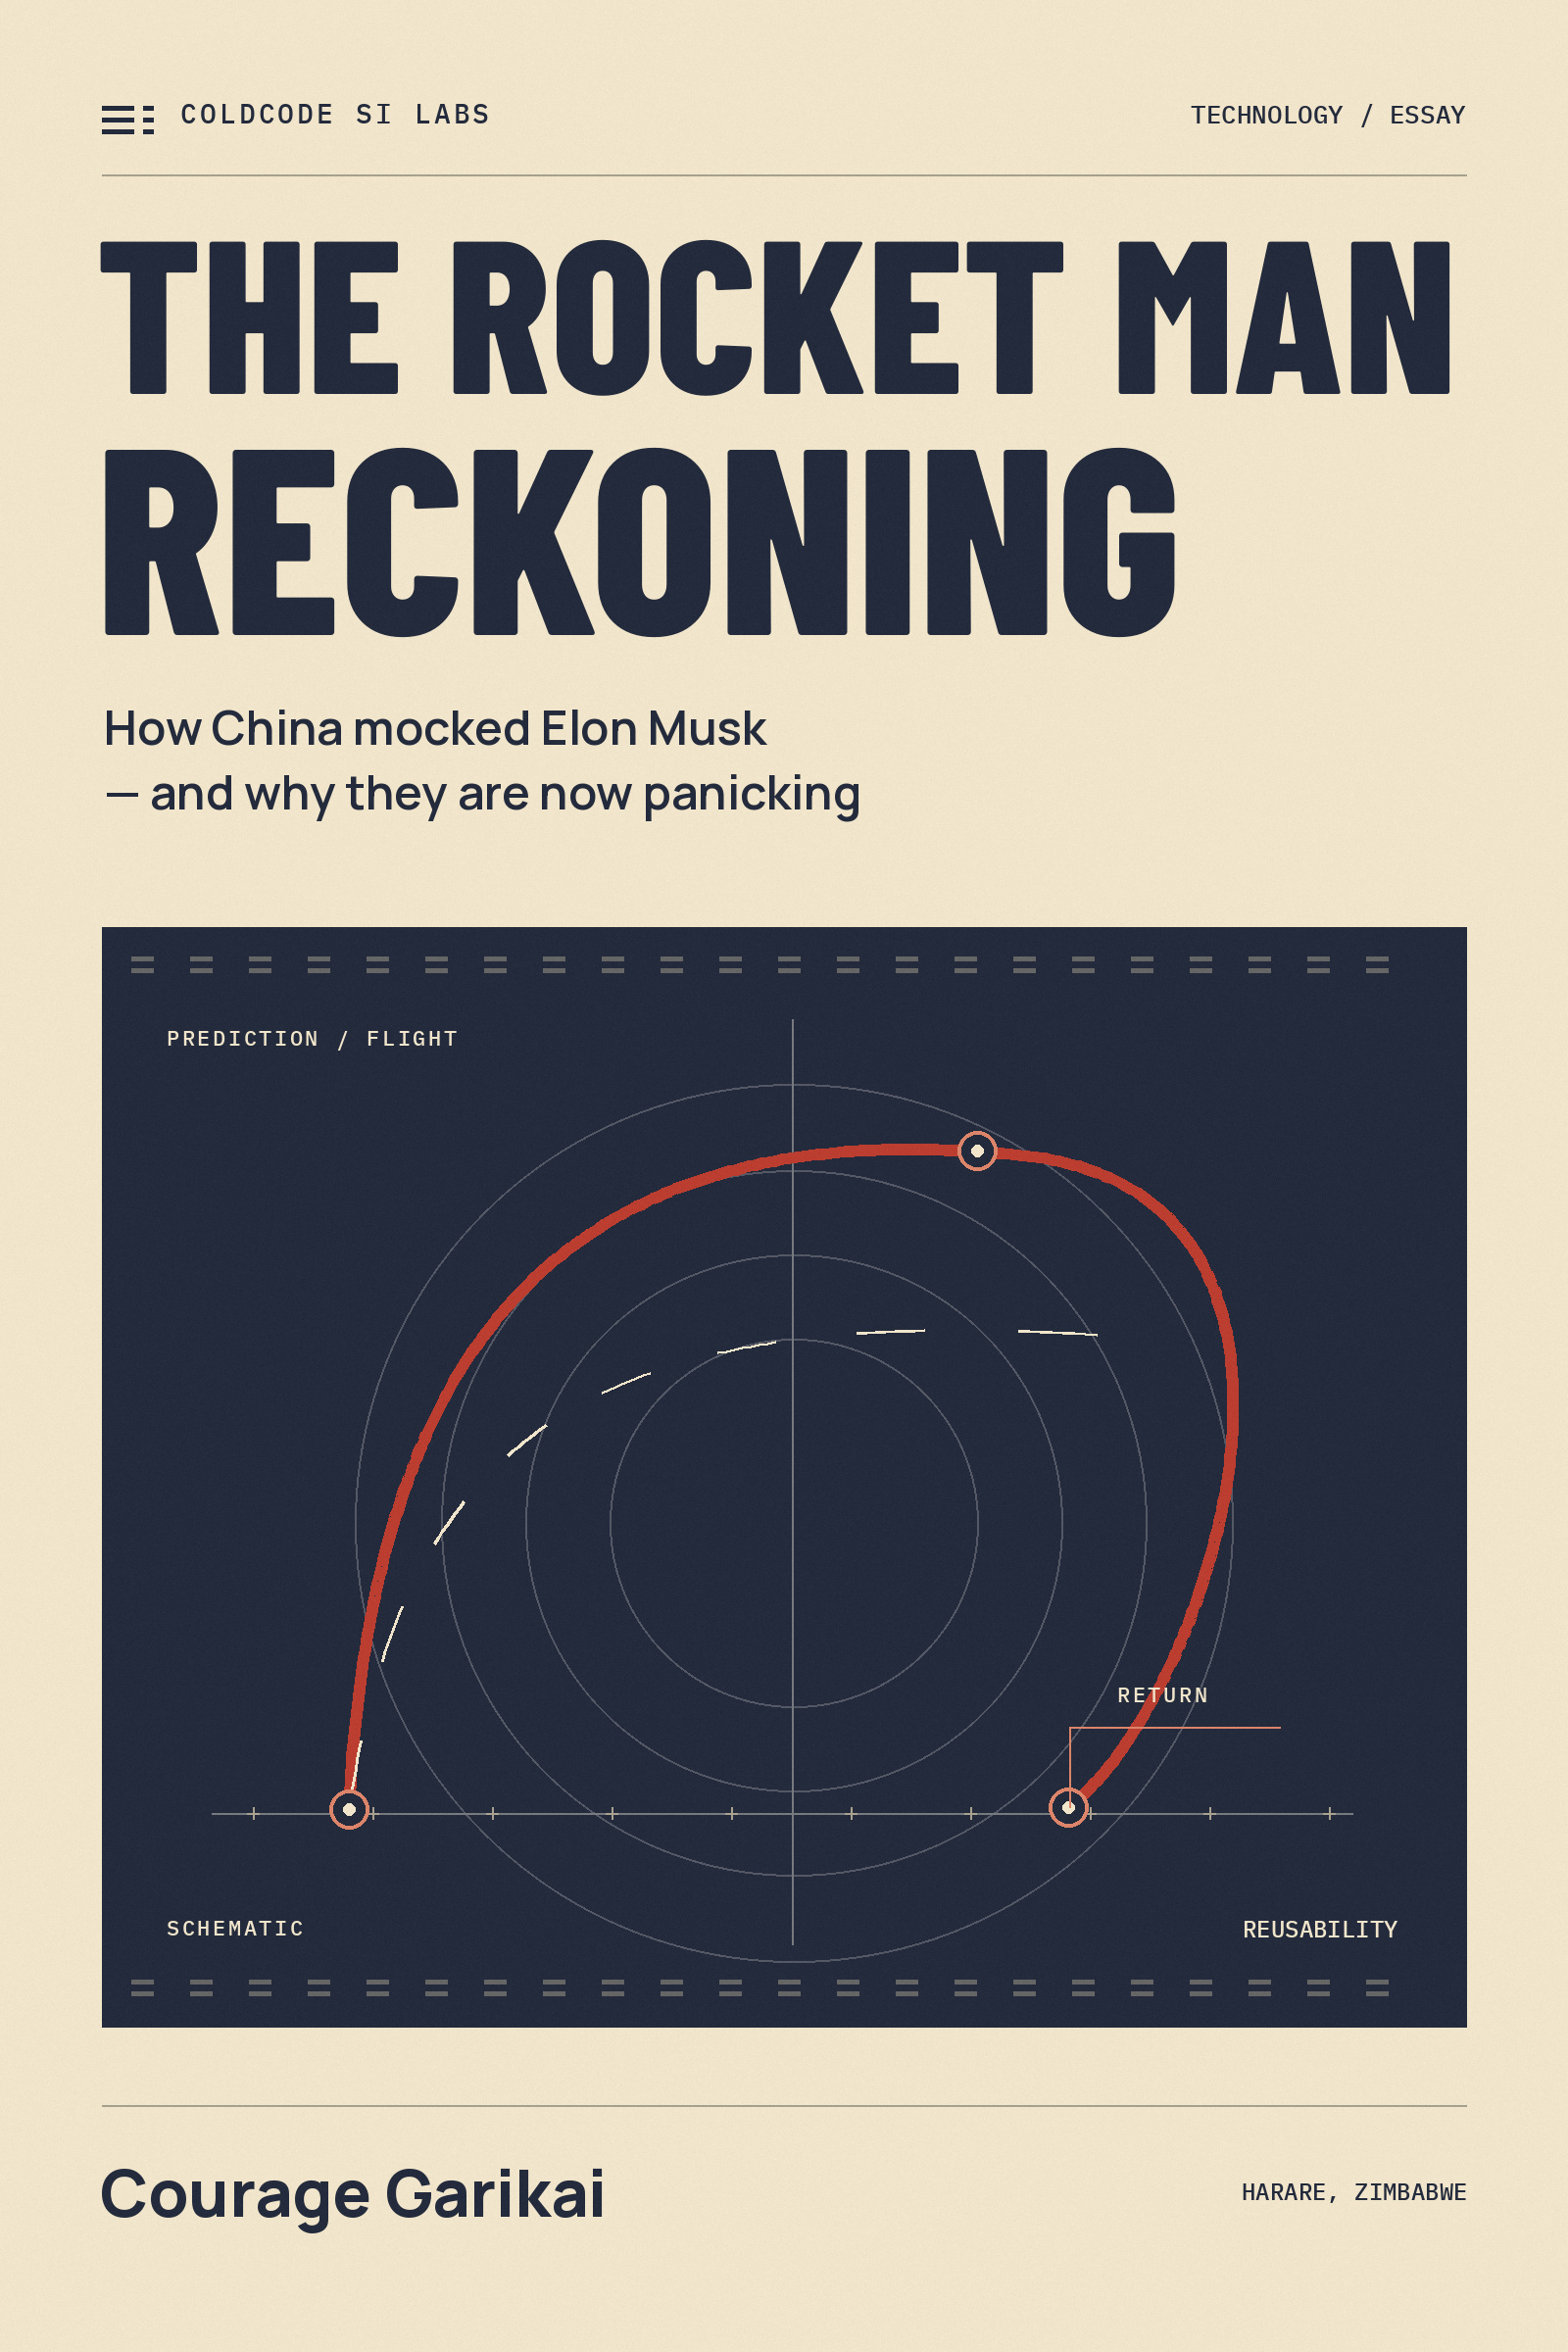 COLDCODE SI LABS
TECHNOLOGY / ESSAY
THE ROCKET MAN
RECKONING
How China mocked Elon Musk
— and why they are now panicking
PREDICTION / FLIGHT
RETURN
SCHEMATIC
REUSABILITY
Courage Garikai
HARARE, ZIMBABWE